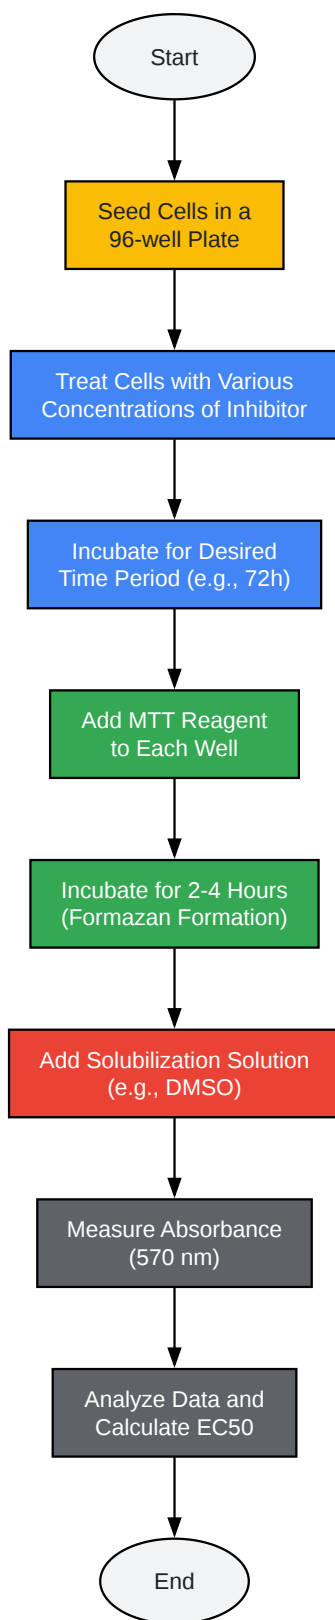 Start
Seed Cells in a
96-well Plate
Treat Cells with Various
Concentrations of Inhibitor
Incubate for Desired
Time Period (e.g., 72h)
Add MTT Reagent
to Each Well
Incubate for 2-4 Hours
(Formazan Formation)
Add Solubilization Solution
(e.g., DMSO)
Measure Absorbance
(570 nm)
Analyze Data and
Calculate EC50
End